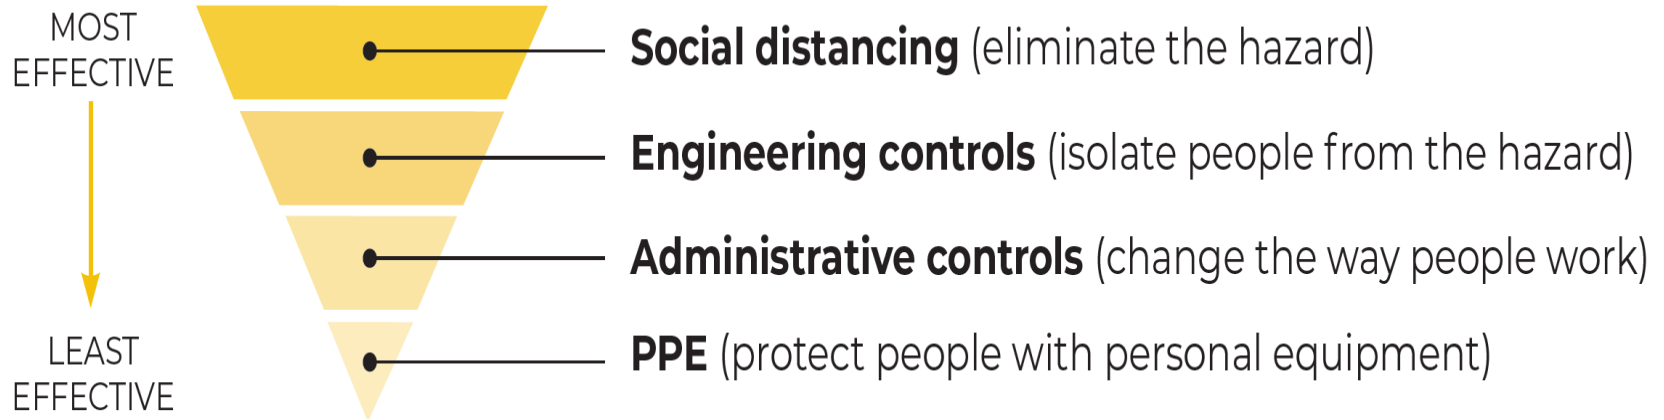 MOST
EFFECTIVE
Social distancing (eliminate the hazard)
Engineering controls (isolate people from the hazard)
Administrative controls (change the way people work)
PPE (protect people with personal equipment)
LEAST
EFFECTIVE